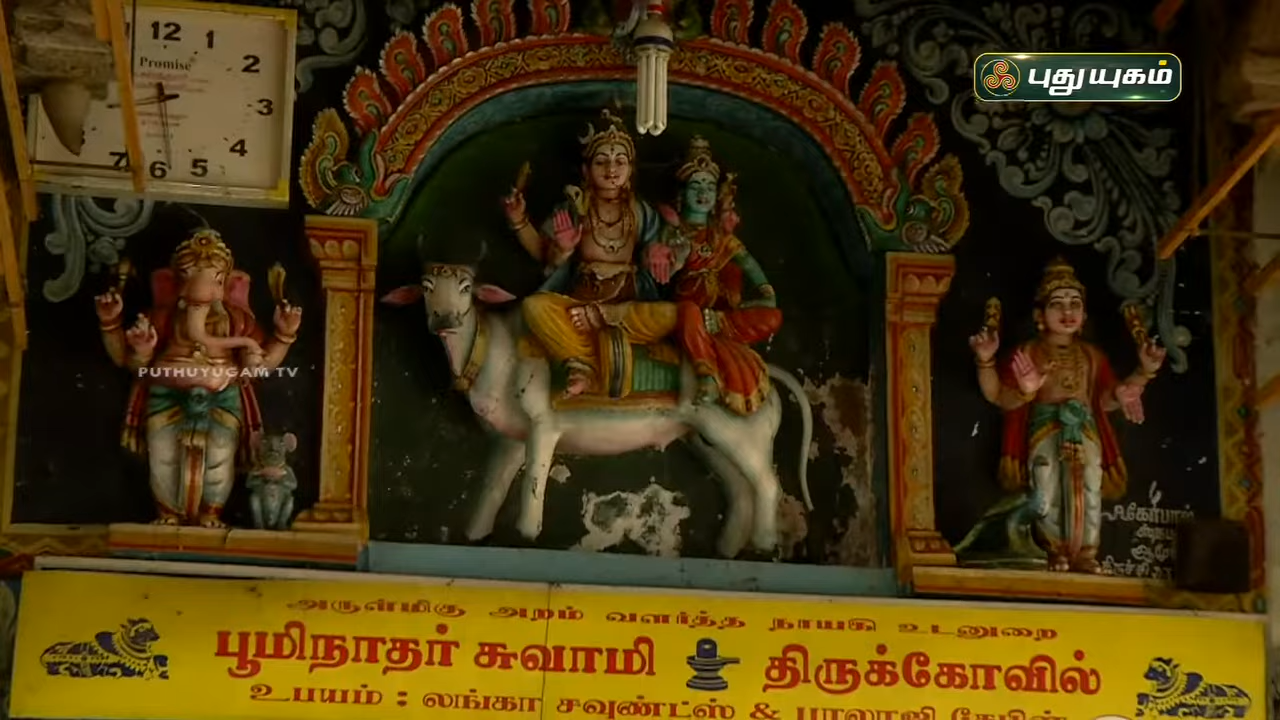 12 1
2
Promise
3
4
7 6 5
புதுயுகம்
PUTHUYUGAM TV
அருள்மிகு அறம் வளர்த்த நாயகி உடனுறை
பூமிநாதர் சுவாமி திருக்கோவில்
உபயம் : லங்கா சவுண்ட்ஸ் & பாலாஜி கேபிள்